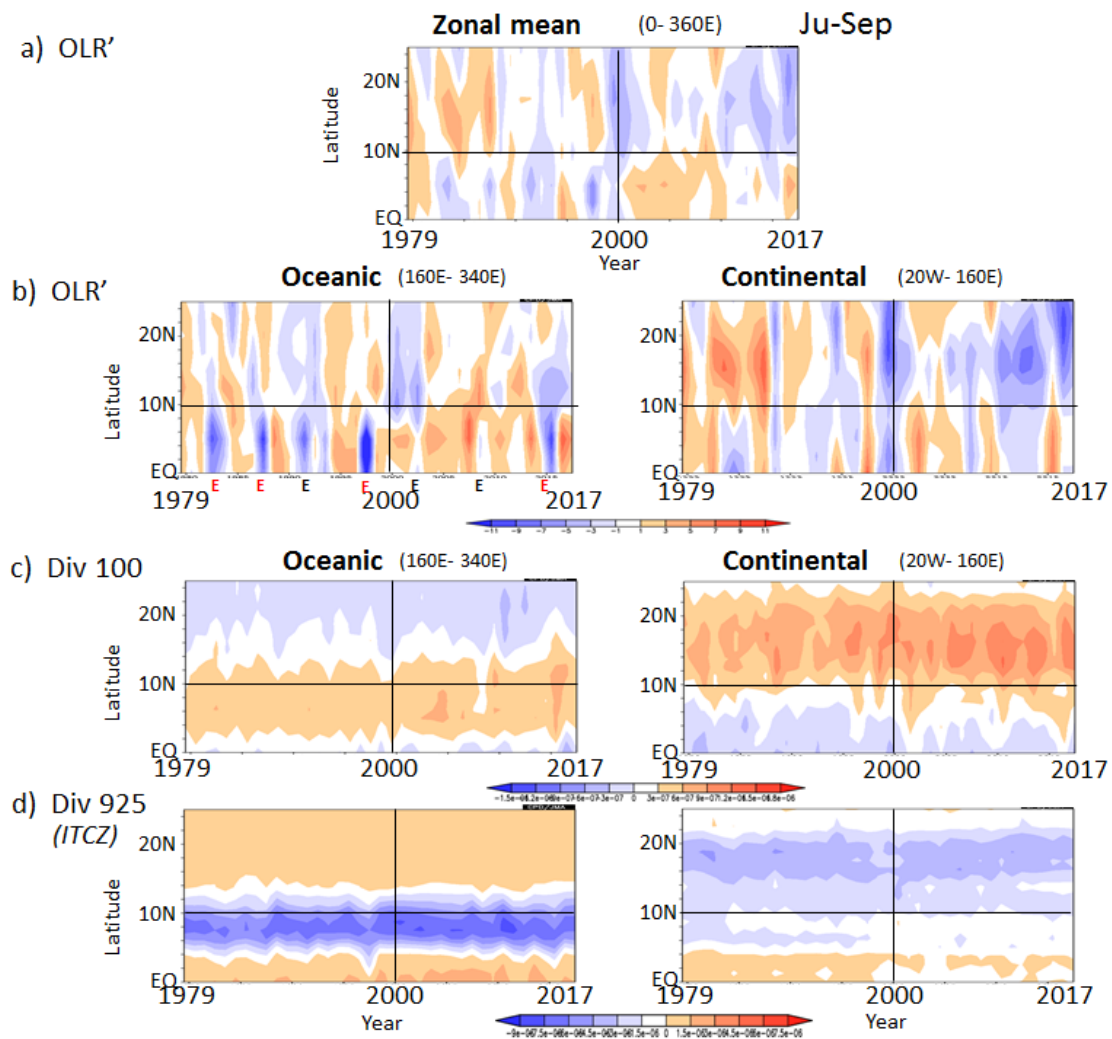 Zonal mean (0- 360E) Ju-Sep
a) OLR'
Latitude
20N
10N
EQ
1979 2000 2017
Year
b) OLR'
Oceanic (160E- 340E)
Continental (20W- 160E)
Latitude
20N
10N
EQ
E E E E E E E
1979 2000 2017
20N
10N
EQ
1979 2000 2017
-11 -9 -7 -5 -3 -1 1 3 5 7 9 11
c) Div 100
Oceanic (160E- 340E)
Continental (20W- 160E)
Latitude
20N
10N
EQ
1979 2000 2017
20N
10N
EQ
1979 2000 2017
d) Div 925
(ITCZ)
Latitude
20N
10N
EQ
1979 2000 2017
Year
20N
10N
EQ
1979 2000 2017